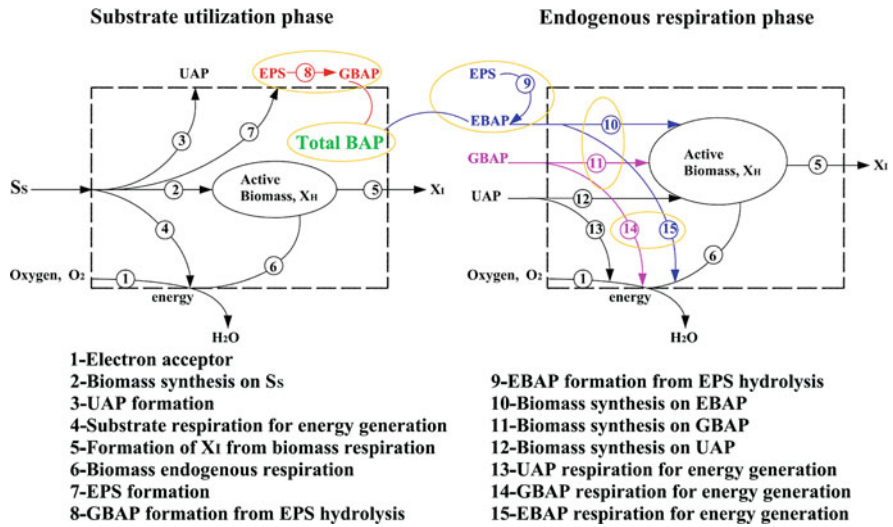 Substrate utilization phase
UAP
EPS 8 GBAP
3
7
Total BAP
Ss
2
Active
Biomass, XH
5
XI
4
6
Oxygen, O2
1
energy
H2O
Endogenous respiration phase
EPS
9
EBAP
10
GBAP
11
Active
Biomass, XH
5
XI
UAP
12
13
14
15
6
Oxygen, O2
1
energy
H2O
1-Electron acceptor
2-Biomass synthesis on Ss
3-UAP formation
4-Substrate respiration for energy generation
5-Formation of XI from biomass respiration
6-Biomass endogenous respiration
7-EPS formation
8-GBAP formation from EPS hydrolysis
9-EBAP formation from EPS hydrolysis
10-Biomass synthesis on EBAP
11-Biomass synthesis on GBAP
12-Biomass synthesis on UAP
13-UAP respiration for energy generation
14-GBAP respiration for energy generation
15-EBAP respiration for energy generation